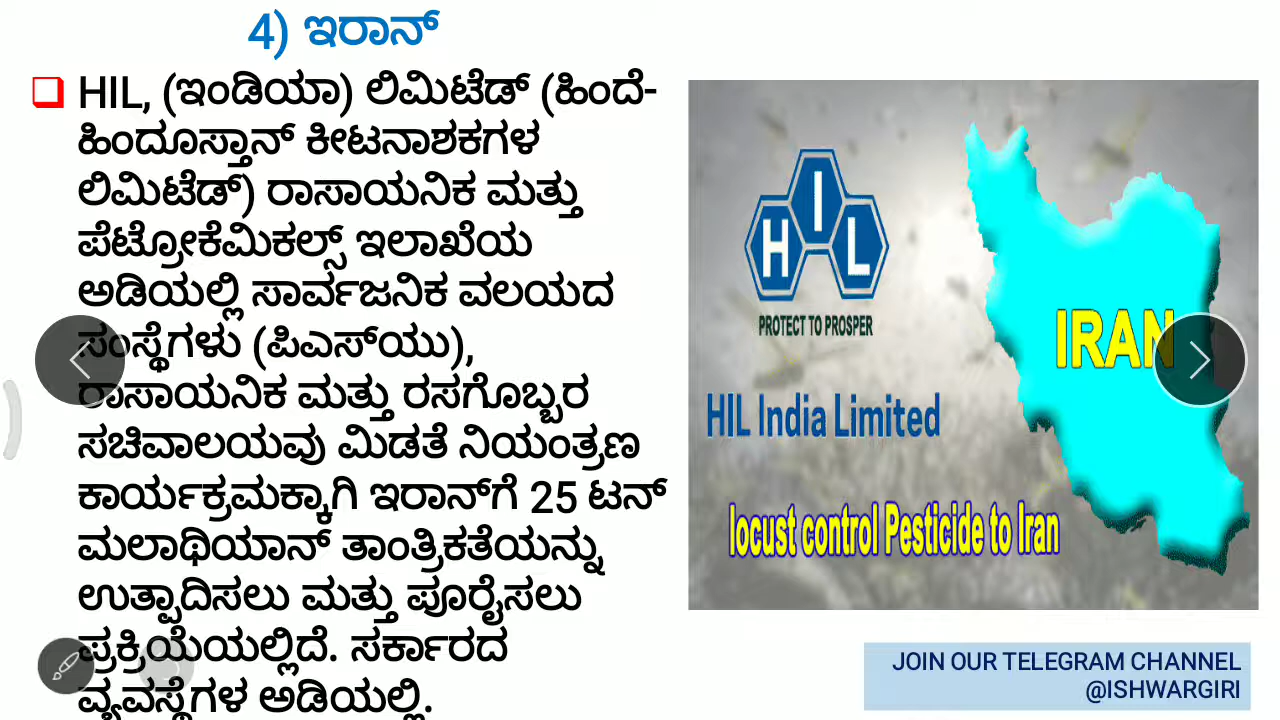 4) ಇರಾನ್
HIL, (ಇಂಡಿಯಾ) ಲಿಮಿಟೆಡ್ (ಹಿಂದೆ-
ಹಿಂದೂಸ್ತಾನ್ ಕೀಟನಾಶಕಗಳ
ಲಿಮಿಟೆಡ್) ರಾಸಾಯನಿಕ ಮತ್ತು
ಪೆಟ್ರೋಕೆಮಿಕಲ್ಸ್ ಇಲಾಖೆಯ
ಅಡಿಯಲ್ಲಿ ಸಾರ್ವಜನಿಕ ವಲಯದ
ಸಂಸ್ಥೆಗಳು (ಪಿಎಸ್‌ಯು),
ರಾಸಾಯನಿಕ ಮತ್ತು ರಸಗೊಬ್ಬರ
ಸಚಿವಾಲಯವು ಮಿಡತೆ ನಿಯಂತ್ರಣ
ಕಾರ್ಯಕ್ರಮಕ್ಕಾಗಿ ಇರಾನ್‌ಗೆ 25 ಟನ್
ಮಲಾಥಿಯಾನ್ ತಾಂತ್ರಿಕತೆಯನ್ನು
ಉತ್ಪಾದಿಸಲು ಮತ್ತು ಪೂರೈಸಲು
ಪ್ರಕ್ರಿಯೆಯಲ್ಲಿದೆ. ಸರ್ಕಾರದ
ವ್ಯವಸ್ಥೆಗಳ ಅಡಿಯಲ್ಲಿ.
HIL
PROTECT TO PROSPER
HIL India Limited
IRAN
locust control Pesticide to Iran
JOIN OUR TELEGRAM CHANNEL
@ISHWARGIRI